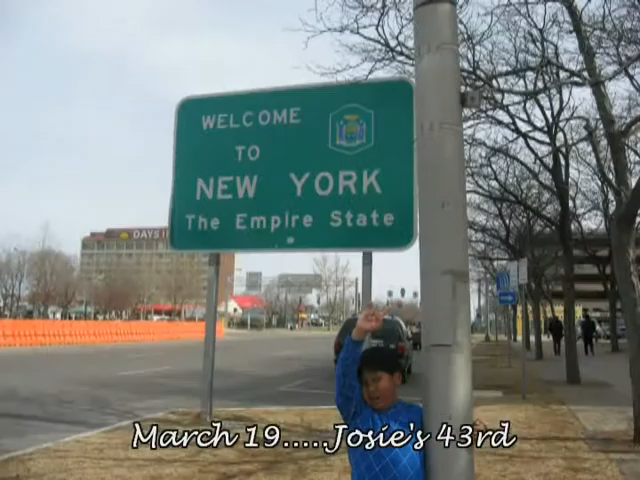 WELCOME
TO
NEW YORK
The Empire State
DAYS I
March 19.....Josie's 43rd